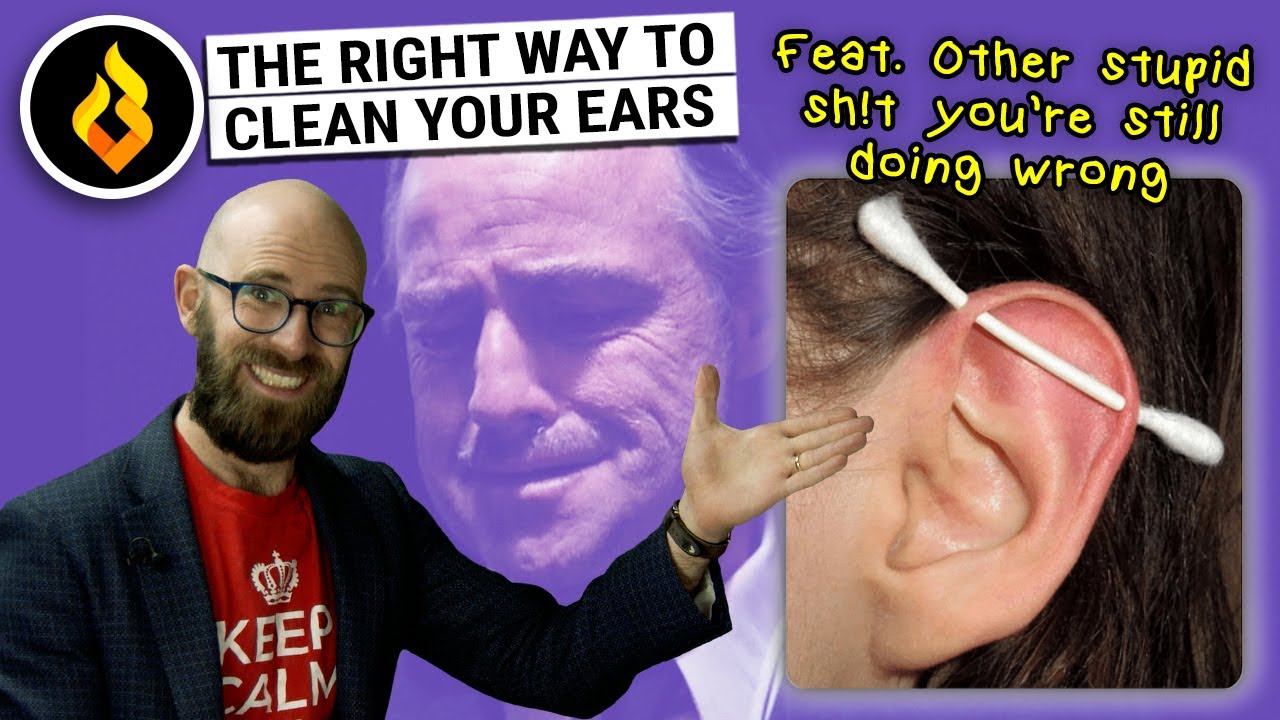 THE RIGHT WAY TO
CLEAN YOUR EARS
Feat. Other stupid
sh!t you're still
doing wrong
KEEP
CALM